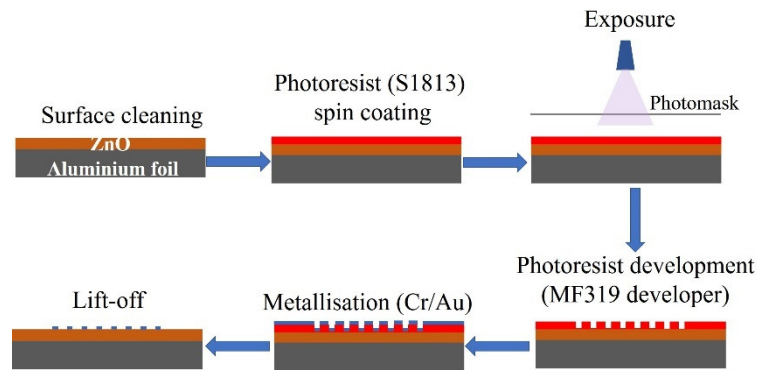 Surface cleaning
ZnO
Aluminium foil
Photoresist (S1813)
spin coating
Exposure
Photomask
Photoresist development
(MF319 developer)
Metallisation (Cr/Au)
Lift-off